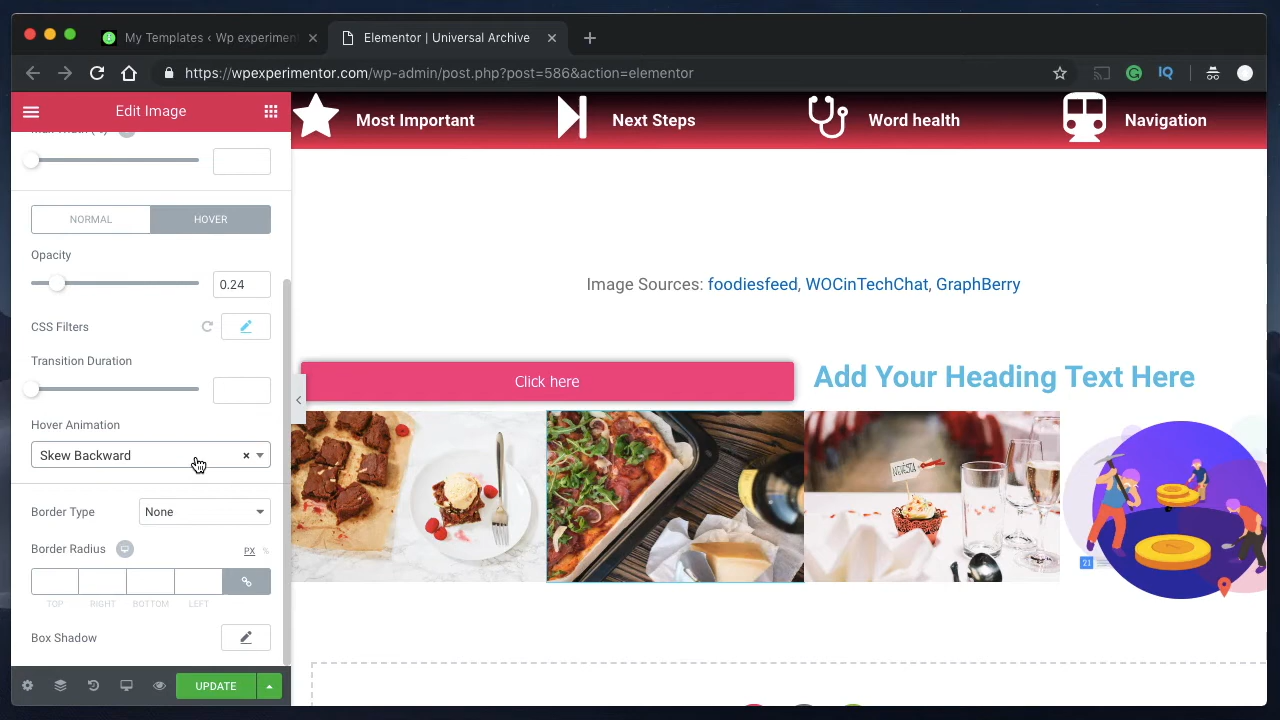 My Templates ‹ Wp experiment
Elementor | Universal Archive
https://wpexperimentor.com/wp-admin/post.php?post=586&action=elementor
IQ
Edit Image
Most Important
Next Steps
Word health
Navigation
NORMAL
HOVER
Opacity
0.24
CSS Filters
Transition Duration
Hover Animation
Skew Backward
Border Type
None
Border Radius
PX
%
TOP
RIGHT
BOTTOM
LEFT
Box Shadow
UPDATE
Image Sources: foodiesfeed, WOCinTechChat, GraphBerry
Click here
Add Your Heading Text Here
21